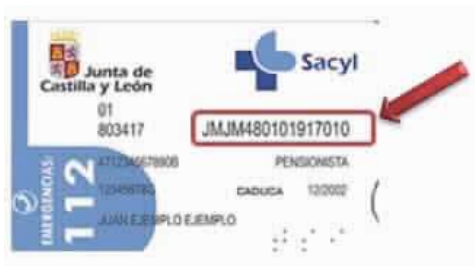 Junta de
Castilla y León
Sacyl
01
803417
JMJM480101917010
PENSIONISTA
CADUCA 12/2002
JUAN EJEMPLO EJEMPLO
EMERGENCIAS:
112